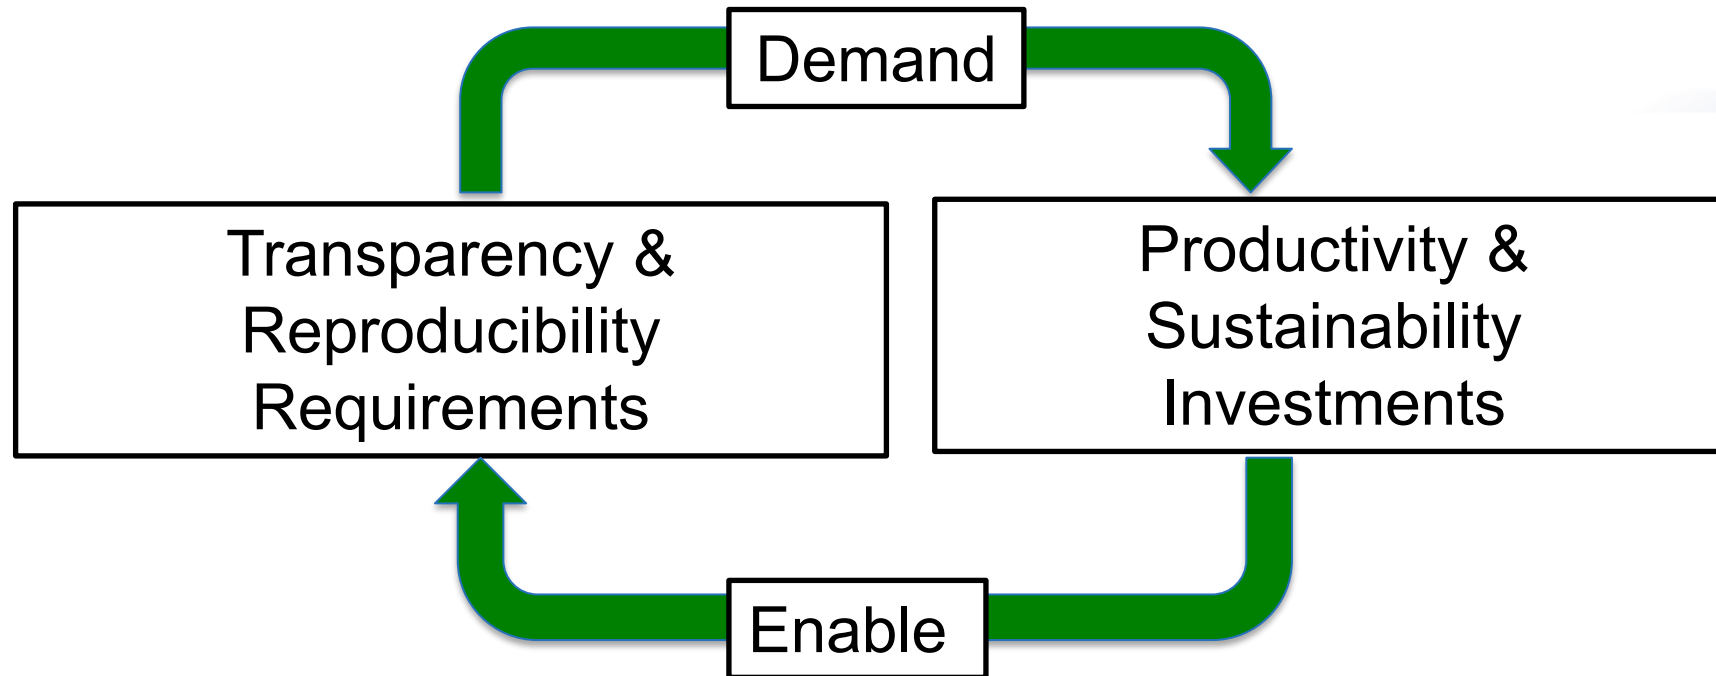 Demand
Transparency &
Reproducibility
Requirements
Productivity &
Sustainability
Investments
Enable